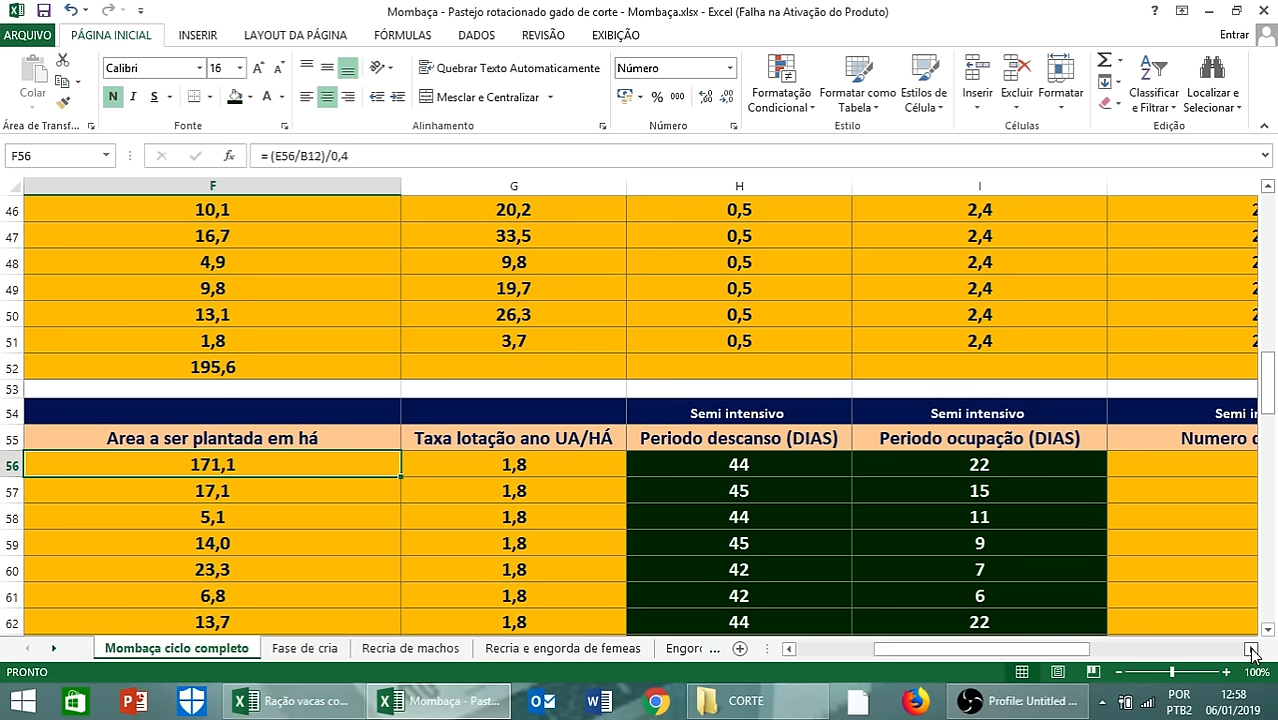 Mombaça - Pastejo rotacionado gado de corte - Mombaça.xlsx - Excel (Falha na Ativação do Produto)
ARQUIVO PÁGINA INICIAL INSERIR LAYOUT DA PÁGINA FÓRMULAS DADOS REVISÃO EXIBIÇÃO Entrar
Colar
Calibri 16
Quebrar Texto Automaticamente
Número
N I S
Mesclar e Centralizar
% 000
Formatação Condicional
Formatar como Tabela
Estilos de Célula
Inserir
Excluir
Formatar
Classificar e Filtrar
Localizar e Selecionar
Área de Transf... Fonte Alinhamento Número Estilo Células Edição
F56 fx = (E56/B12)/0,4
F G H I
46 10,1 20,2 0,5 2,4 2
47 16,7 33,5 0,5 2,4 2
48 4,9 9,8 0,5 2,4 2
49 9,8 19,7 0,5 2,4 2
50 13,1 26,3 0,5 2,4 2
51 1,8 3,7 0,5 2,4 2
52 195,6
53
54 Semi intensivo Semi intensivo Semi i
55 Area a ser plantada em há Taxa lotação ano UA/HÁ Periodo descanso (DIAS) Periodo ocupação (DIAS) Numero
56 171,1 1,8 44 22
57 17,1 1,8 45 15
58 5,1 1,8 44 11
59 14,0 1,8 45 9
60 23,3 1,8 42 7
61 6,8 1,8 42 6
62 13,7 1,8 44 22
Mombaça ciclo completo Fase de cria Recria de machos Recria e engorda de femeas Engor ...
PRONTO 100%
Ração vacas co... Mombaça - Past... CORTE Profile: Untitled ... POR 12:58
PTB2 06/01/2019